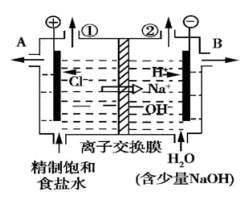 ⊕ ⊖
A ① ② B
Cl⁻ H⁺
Na⁺
OH⁻
离子交换膜
精制饱和
食盐水
H₂O
(含少量NaOH)